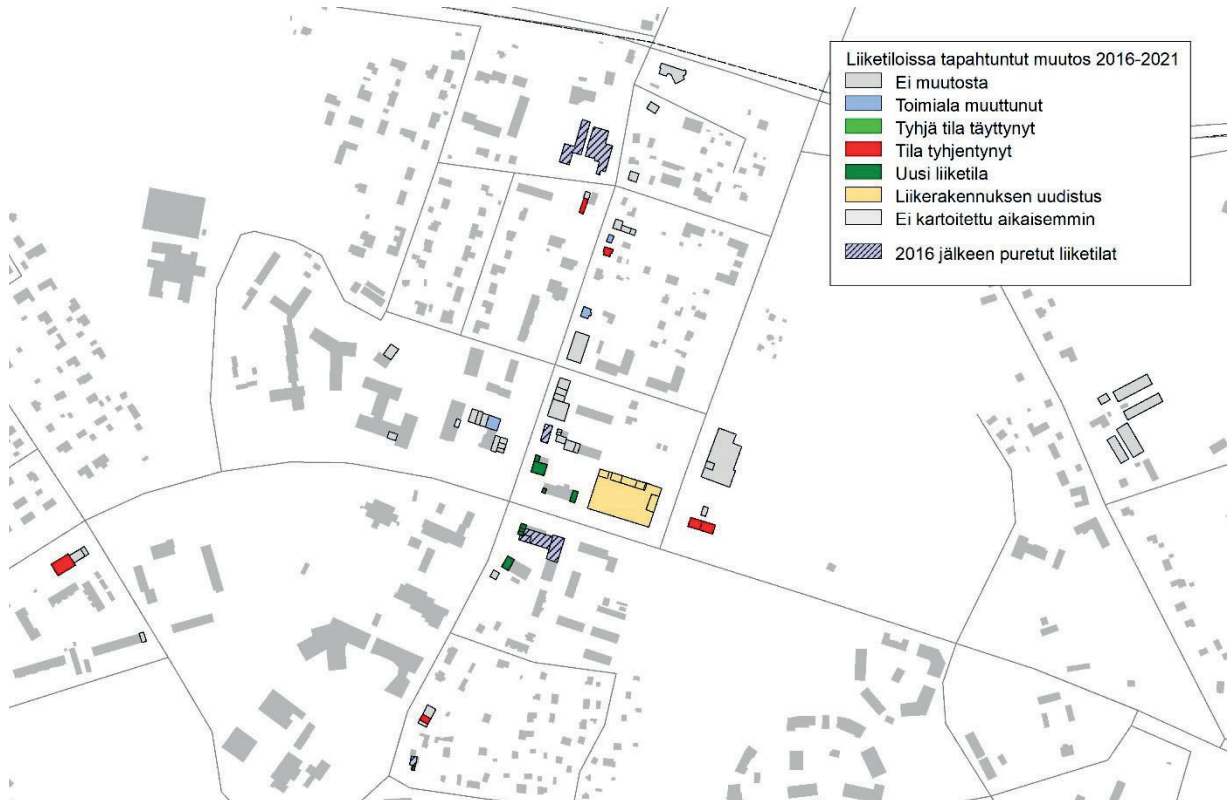 Liiketiloissa tapahtuntut muutos 2016-2021
Ei muutosta
Toimiala muuttunut
Tyhjä tila täyttynyt
Tila tyhjentynyt
Uusi liiketila
Liikerakennuksen uudistus
Ei kartoitettu aikaisemmin
2016 jälkeen puretut liiketilat